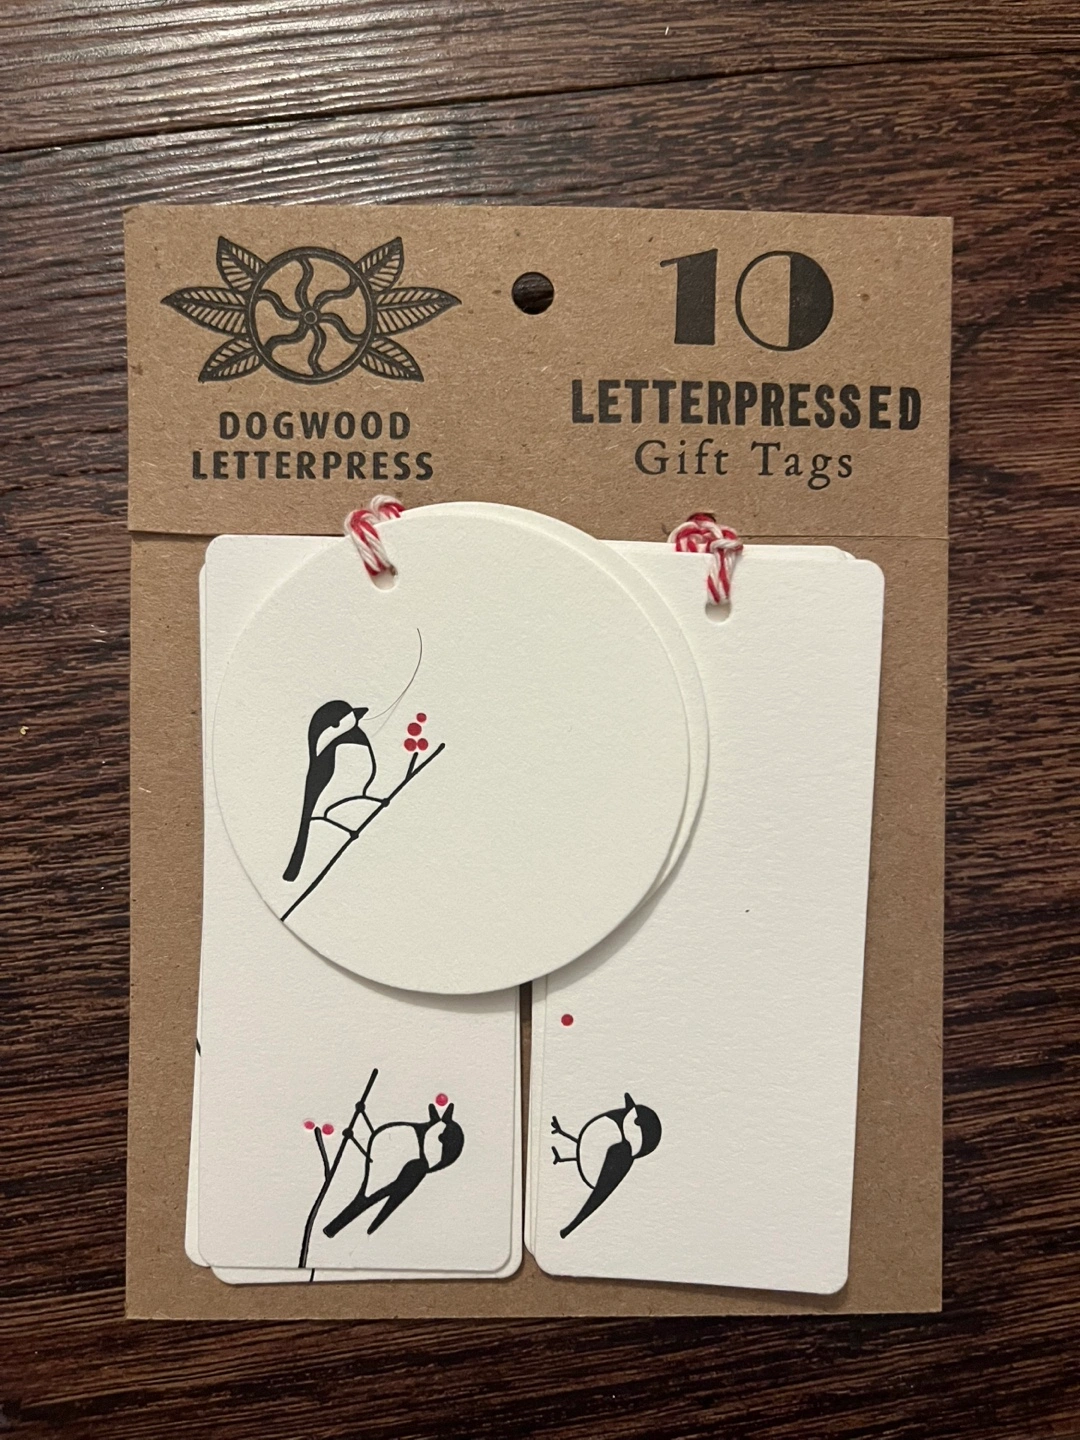 DOGWOOD
LETTERPRESS
10
LETTERPRESSED
Gift Tags